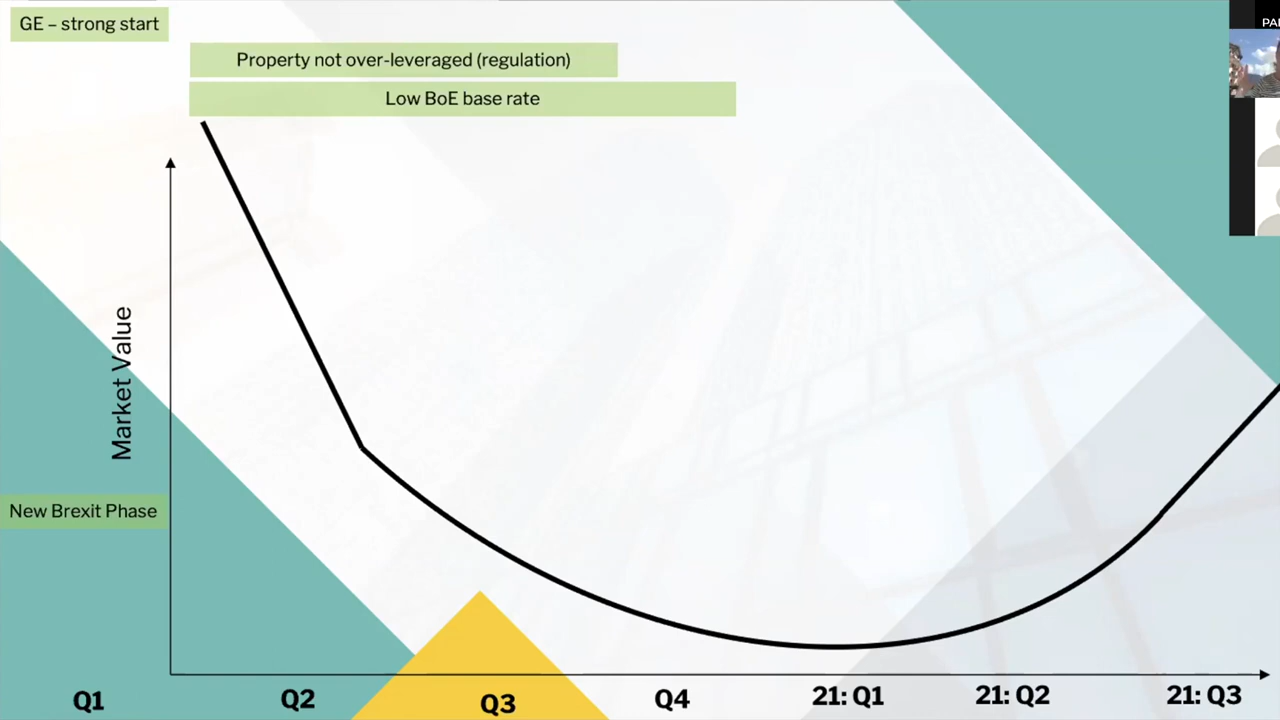 GE – strong start
Property not over-leveraged (regulation)
Low BoE base rate
Market Value
New Brexit Phase
Q1
Q2
Q3
Q4
21: Q1
21: Q2
21: Q3